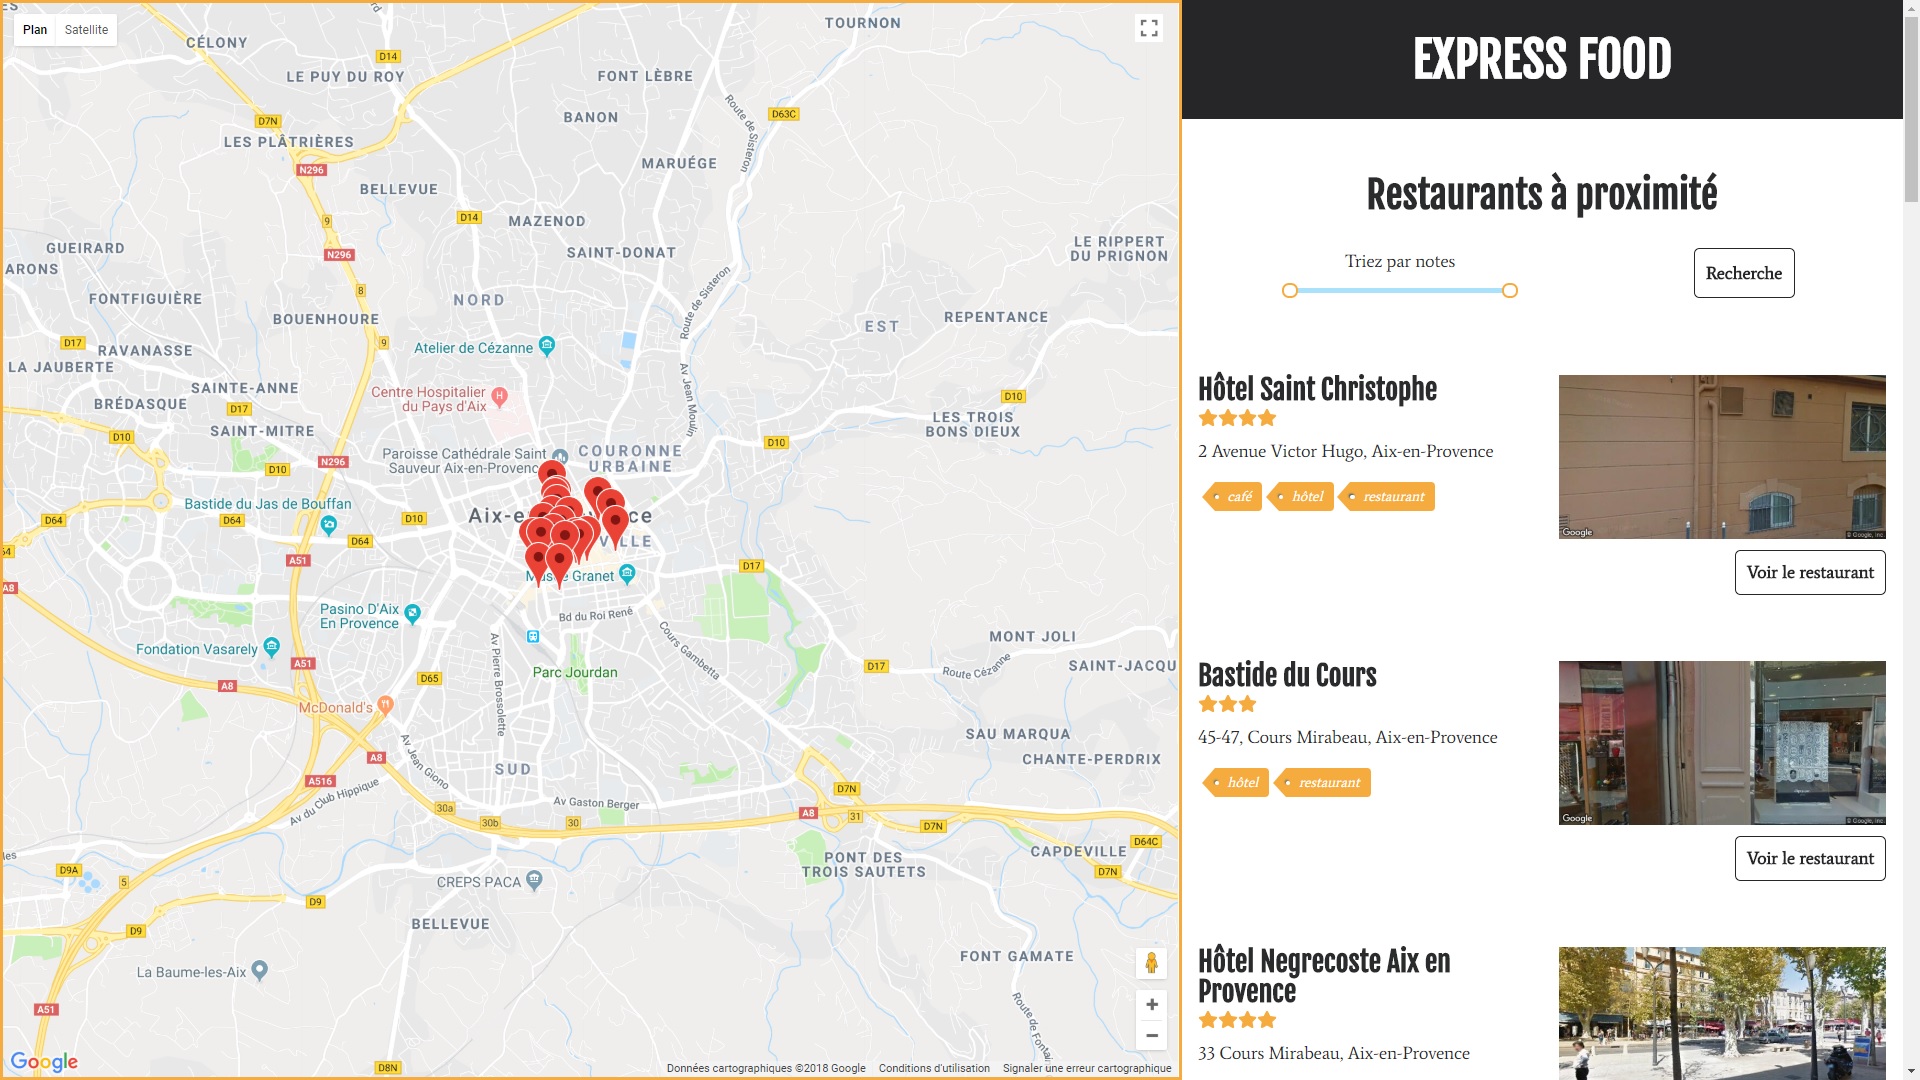 Plan Satellite
CÉLONY
TOURNON
D14
LE PUY DU ROY
FONT LÈBRE
D7N
BANON
D63C
LES PLÂTRIÈRES
Route de Sisteron
N296
MARUÉGE
BELLEVUE
D14
MAZENOD
9
GUEIRARD
N296
SAINT-DONAT
LE RIPPERT
DU PRIGNON
ARONS
8
FONTFIGUIÈRE
NORD
Route de Sisteron
BOUENHOURE
EST
REPENTANCE
D17
9
RAVANASSE
Atelier de Cézanne
LA JAUBERTE
SAINTE-ANNE
Centre Hospitalier
du Pays d'Aix
H
Av Jean Moulin
D10
BRÉDASQUE
D17
LES TROIS
BONS DIEUX
SAINT-MITRE
D10
D10
COURONNE
URBAINE
Paroisse Cathédrale Saint
Sauveur Aix-en-Provence
N296
D10
Bastide du Jas de Bouffan
D64
D64
D10
Aix-e
ce
VILLE
D64
64
A51
D17
A8
Granet
Pasino D'Aix
En Provence
Bd du Roi René
Fondation Vasarely
Av Pierre Brossolette
Cours Gambetta
MONT JOLI
A51
Parc Jourdan
D17
Route Cézanne
SAINT-JACQU
A8
D65
McDonald's
SAU MARQUA
A8
Av Jean Giono
CHANTE-PERDRIX
SUD
A516
Av du Club Hippique
D7N
30a
Av Gaston Berger
A8
31
30b
30
D7N
D64C
les
PONT DES
TROIS SAUTETS
CAPDEVILLE
D9A
5
CREPS PACA
D7N
D9
BELLEVUE
D9
FONT GAMATE
La Baume-les-Aix
A51
+
−
Google
D8N
Données cartographiques ©2018 Google Conditions d'utilisation Signaler une erreur cartographique
EXPRESS FOOD
Restaurants à proximité
Triez par notes
Recherche
Hôtel Saint Christophe
2 Avenue Victor Hugo, Aix-en-Provence
café hôtel restaurant
Google © Google, Inc.
Voir le restaurant
Bastide du Cours
45-47, Cours Mirabeau, Aix-en-Provence
hôtel restaurant
Google © Google, Inc.
Voir le restaurant
Hôtel Negrecoste Aix en
Provence
33 Cours Mirabeau, Aix-en-Provence